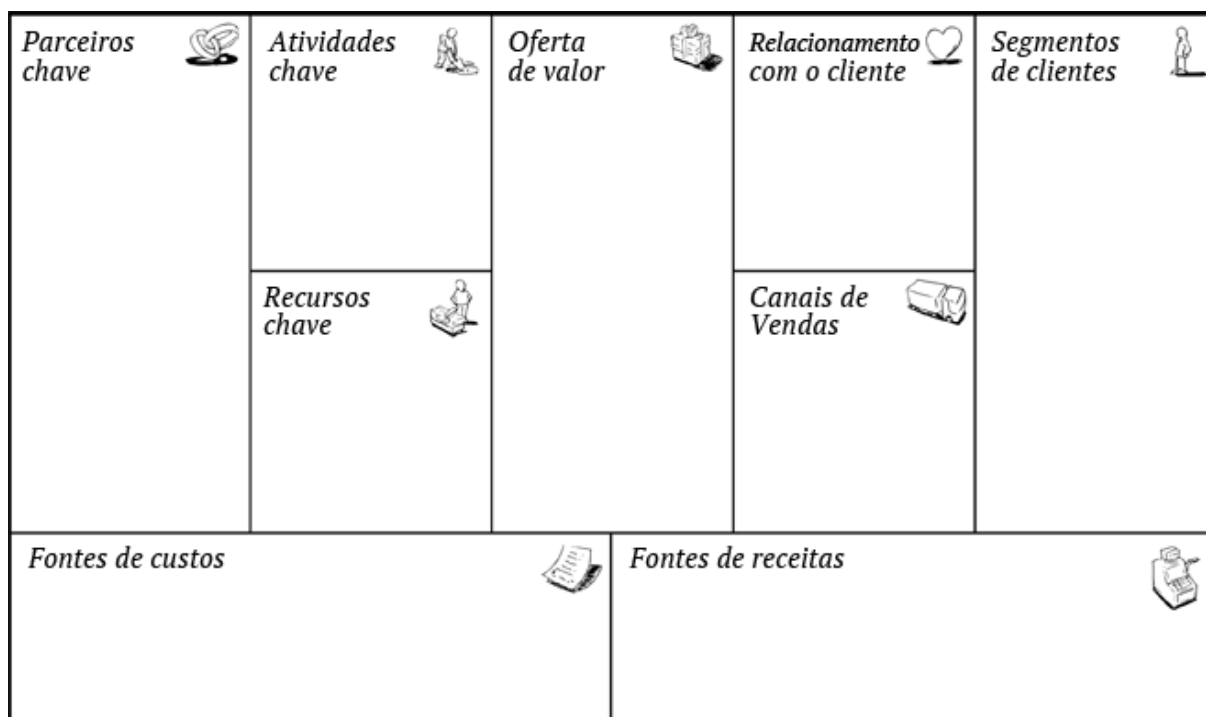 Parceiros
chave
Atividades
chave
Oferta
de valor
Relacionamento
com o cliente
Segmentos
de clientes
Recursos
chave
Canais de
Vendas
Fontes de custos
Fontes de receitas